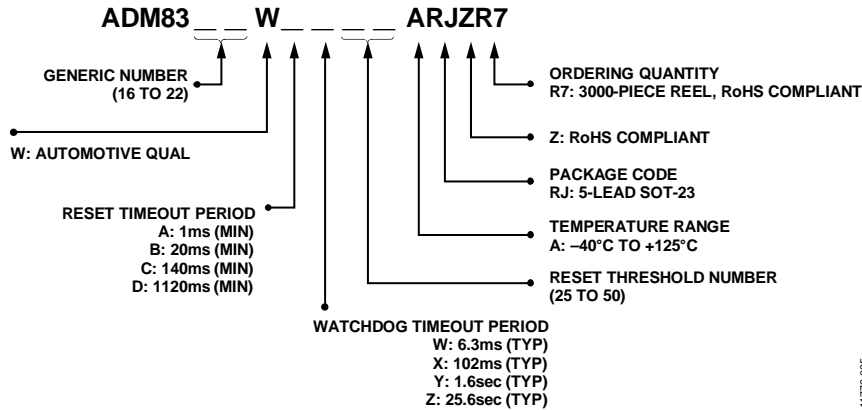 ADM83_ _ W_ _ _ _ ARJZR7
GENERIC NUMBER
(16 TO 22)
W: AUTOMOTIVE QUAL
RESET TIMEOUT PERIOD
A: 1ms (MIN)
B: 20ms (MIN)
C: 140ms (MIN)
D: 1120ms (MIN)
WATCHDOG TIMEOUT PERIOD
W: 6.3ms (TYP)
X: 102ms (TYP)
Y: 1.6sec (TYP)
Z: 25.6sec (TYP)
ORDERING QUANTITY
R7: 3000-PIECE REEL, RoHS COMPLIANT
Z: RoHS COMPLIANT
PACKAGE CODE
RJ: 5-LEAD SOT-23
TEMPERATURE RANGE
A: –40°C TO +125°C
RESET THRESHOLD NUMBER
(25 TO 50)